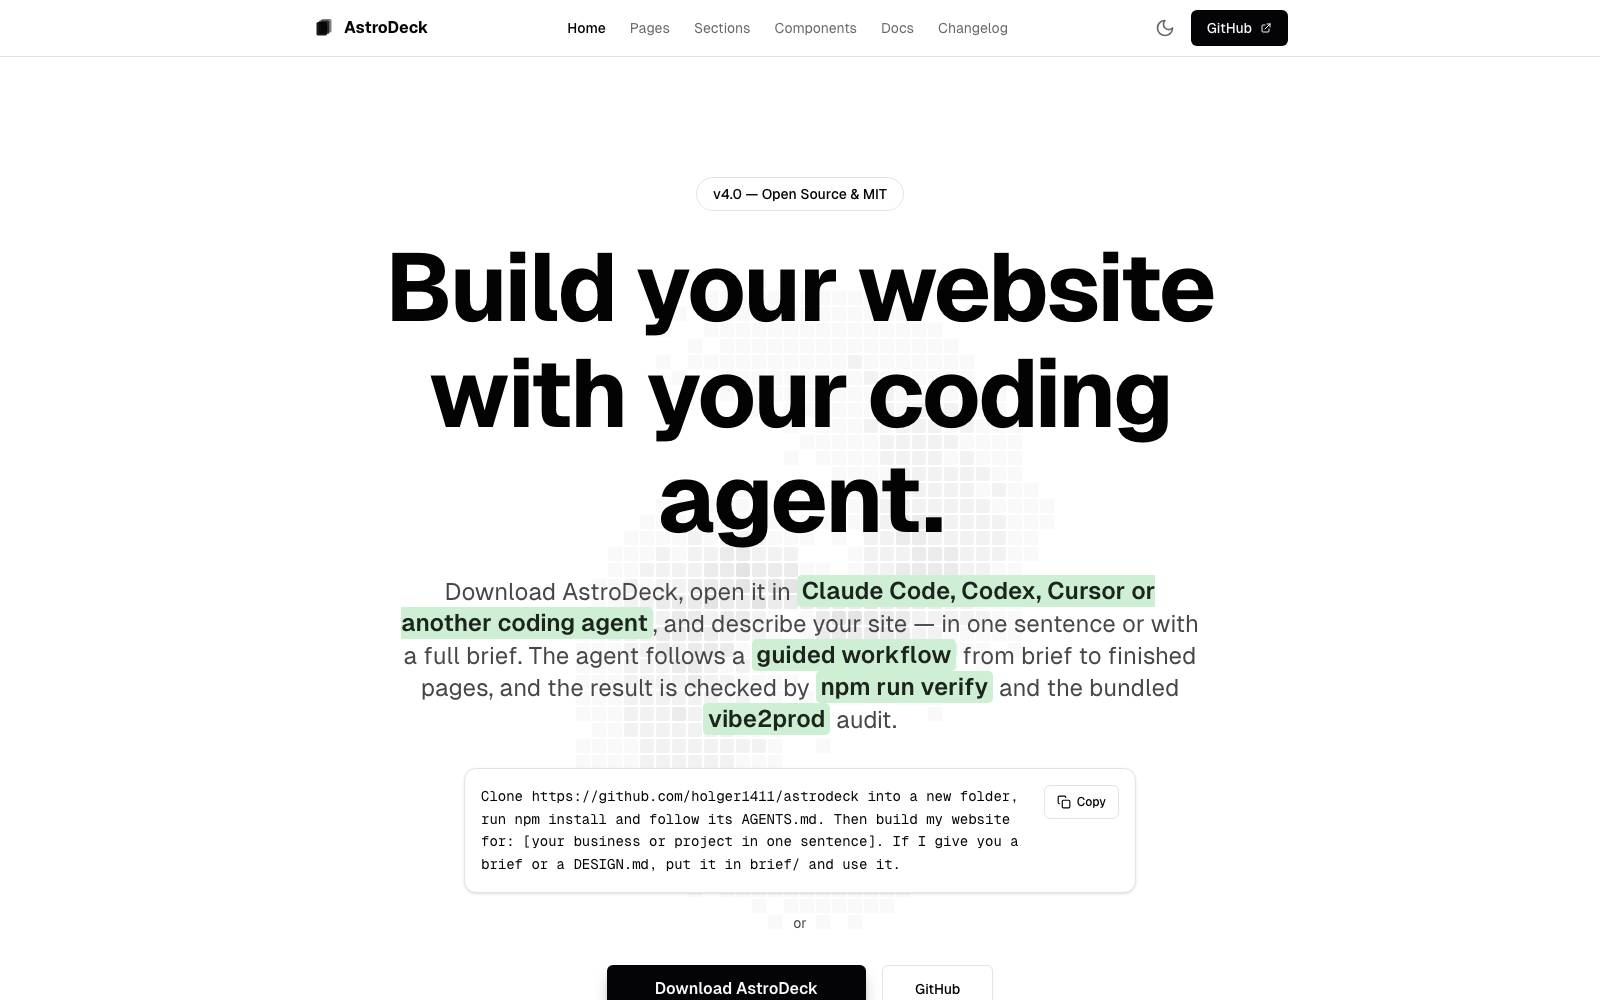 AstroDeck
Home Pages Sections Components Docs Changelog
GitHub
v4.0 — Open Source & MIT
Build your website
with your coding
agent.
Download AstroDeck, open it in Claude Code, Codex, Cursor or
another coding agent, and describe your site — in one sentence or with
a full brief. The agent follows a guided workflow from brief to finished
pages, and the result is checked by npm run verify and the bundled
vibe2prod audit.
Clone https://github.com/holger1411/astrodeck into a new folder,
run npm install and follow its AGENTS.md. Then build my website
for: [your business or project in one sentence]. If I give you a
brief or a DESIGN.md, put it in brief/ and use it.
Copy
or
Download AstroDeck
GitHub